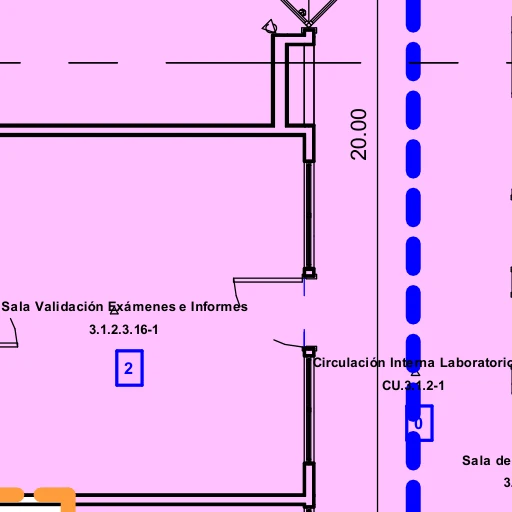 20.00
Sala Validación Exámenes e Informes
3.1.2.3.16-1
2
Circulación Interna Laboratorio
CU.3.1.2-1
0
Sala de
3.